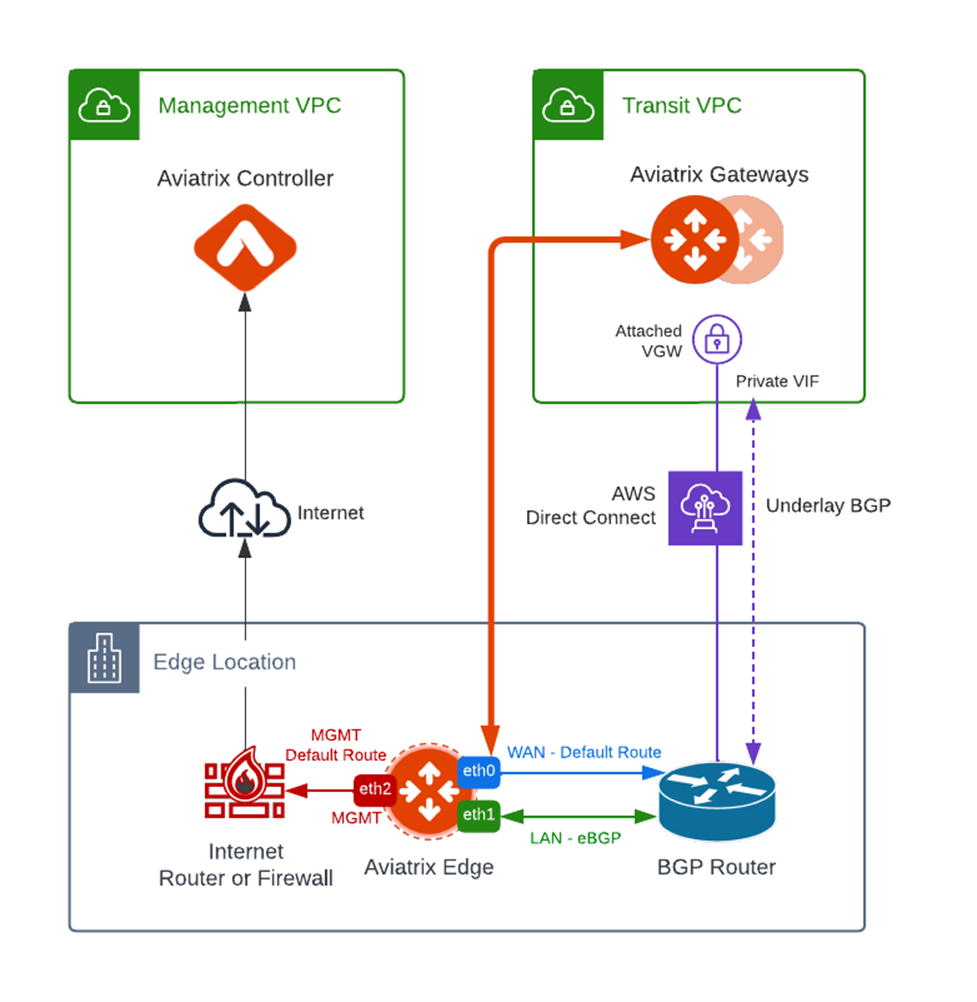 Management VPC
Transit VPC
Aviatrix Controller
Aviatrix Gateways
Attached
VGW
Private VIF
Internet
AWS
Direct Connect
Underlay BGP
Edge Location
MGMT
Default Route
eth2
MGMT
eth0
eth1
WAN - Default Route
LAN - eBGP
Internet
Router or Firewall
Aviatrix Edge
BGP Router